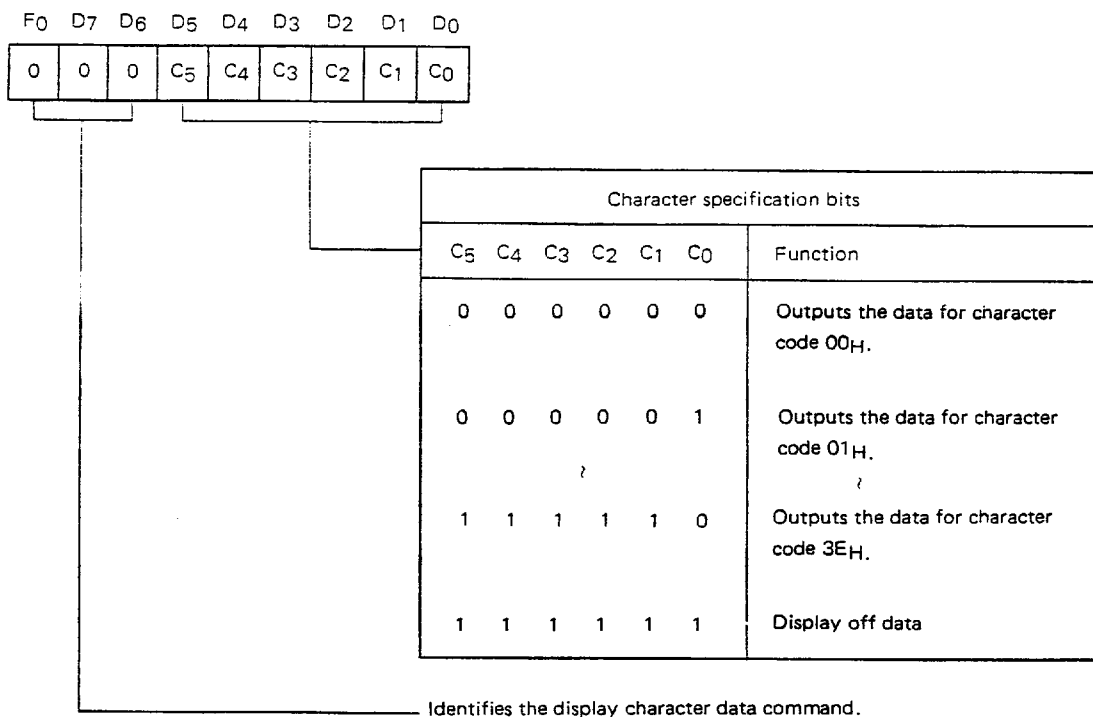 F0 D7 D6 D5 D4 D3 D2 D1 D0
0 0 0 C5 C4 C3 C2 C1 C0
Character specification bits
C5 C4 C3 C2 C1 C0 Function
0 0 0 0 0 0 Outputs the data for character
code 00H.
0 0 0 0 0 1 Outputs the data for character
code 01H.
≀ ≀
1 1 1 1 1 0 Outputs the data for character
code 3EH.
1 1 1 1 1 1 Display off data
Identifies the display character data command.